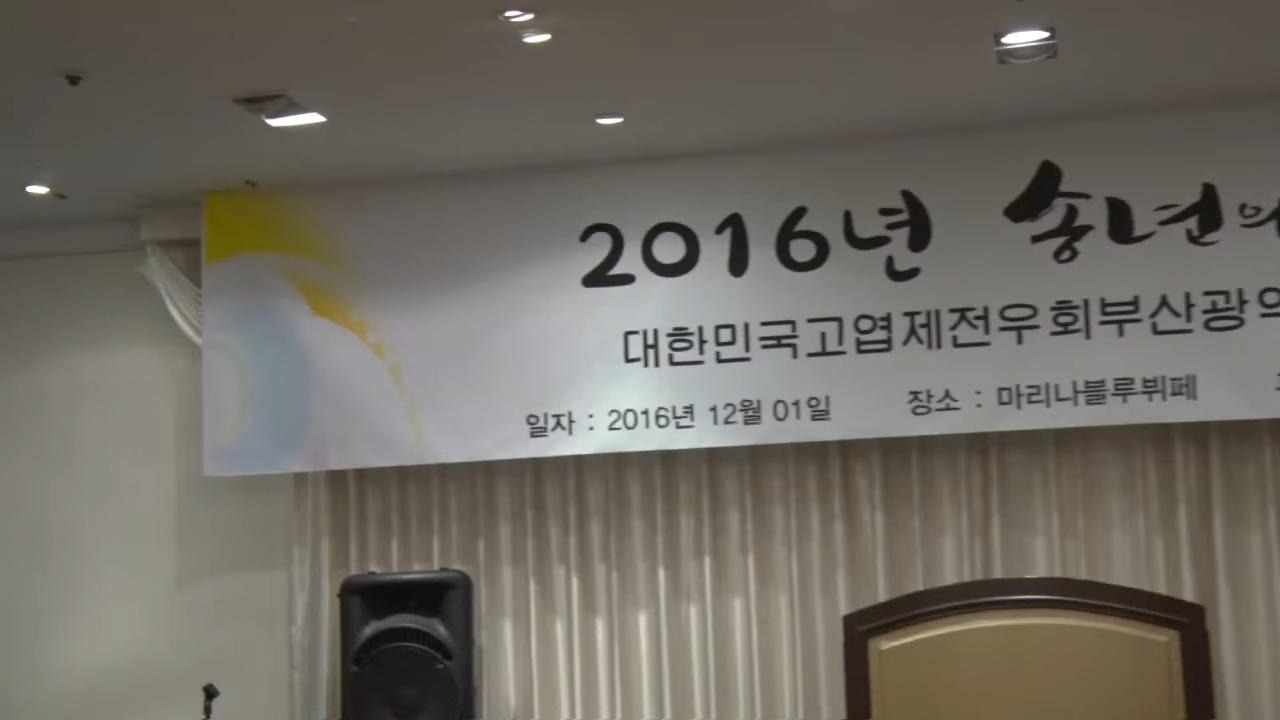 2016년 송년의
대한민국고엽제전우회부산광역
일자 : 2016년 12월 01일 장소 : 마리나블루뷔페